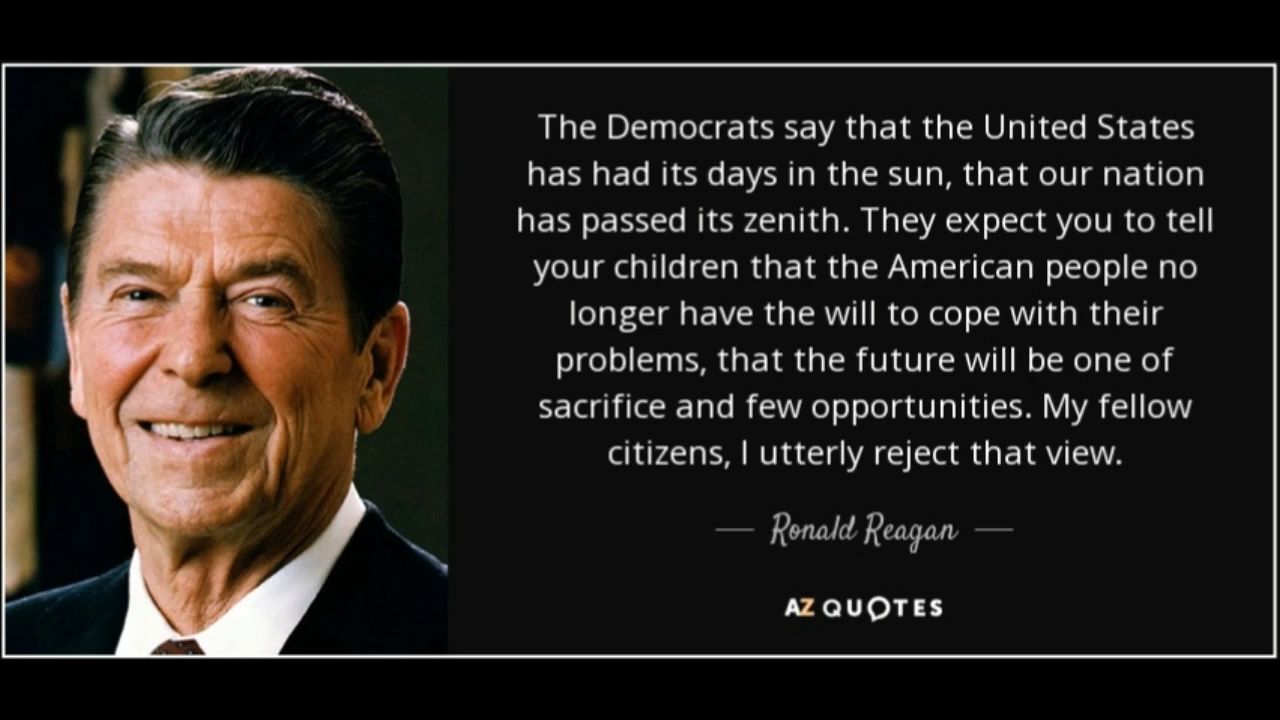 The Democrats say that the United States
has had its days in the sun, that our nation
has passed its zenith. They expect you to tell
your children that the American people no
longer have the will to cope with their
problems, that the future will be one of
sacrifice and few opportunities. My fellow
citizens, I utterly reject that view.
Ronald Reagan
AZ QUOTES